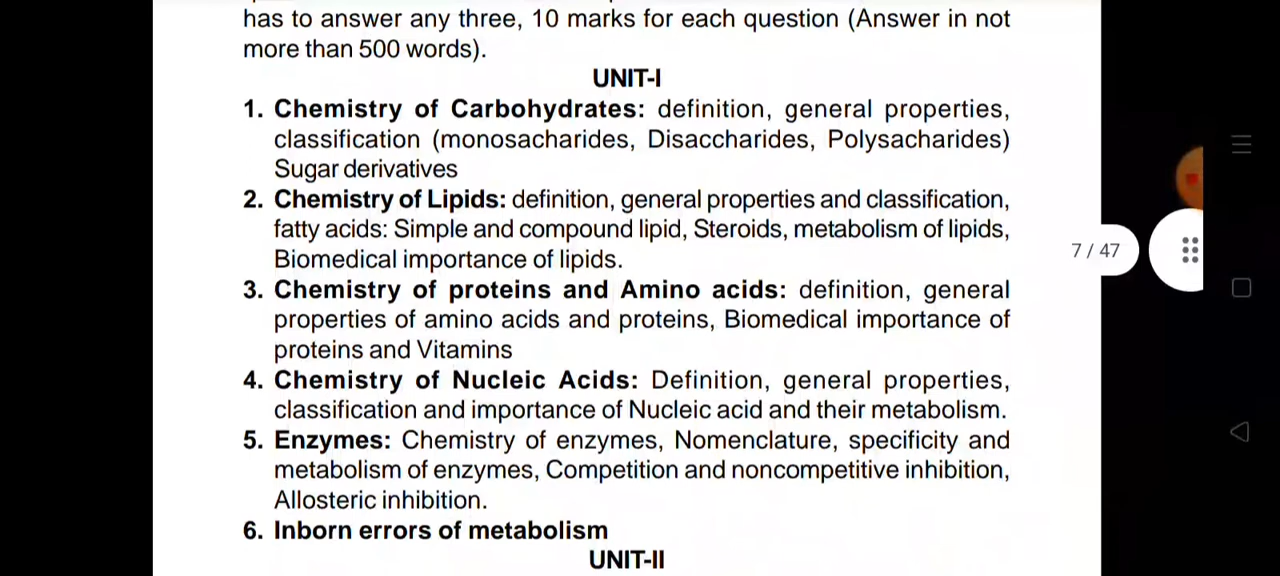 has to answer any three, 10 marks for each question (Answer in not
more than 500 words).
UNIT-I
1. Chemistry of Carbohydrates: definition, general properties,
classification (monosacharides, Disaccharides, Polysacharides)
Sugar derivatives
2. Chemistry of Lipids: definition, general properties and classification,
fatty acids: Simple and compound lipid, Steroids, metabolism of lipids,
Biomedical importance of lipids.
7 / 47
3. Chemistry of proteins and Amino acids: definition, general
properties of amino acids and proteins, Biomedical importance of
proteins and Vitamins
4. Chemistry of Nucleic Acids: Definition, general properties,
classification and importance of Nucleic acid and their metabolism.
5. Enzymes: Chemistry of enzymes, Nomenclature, specificity and
metabolism of enzymes, Competition and noncompetitive inhibition,
Allosteric inhibition.
6. Inborn errors of metabolism
UNIT-II